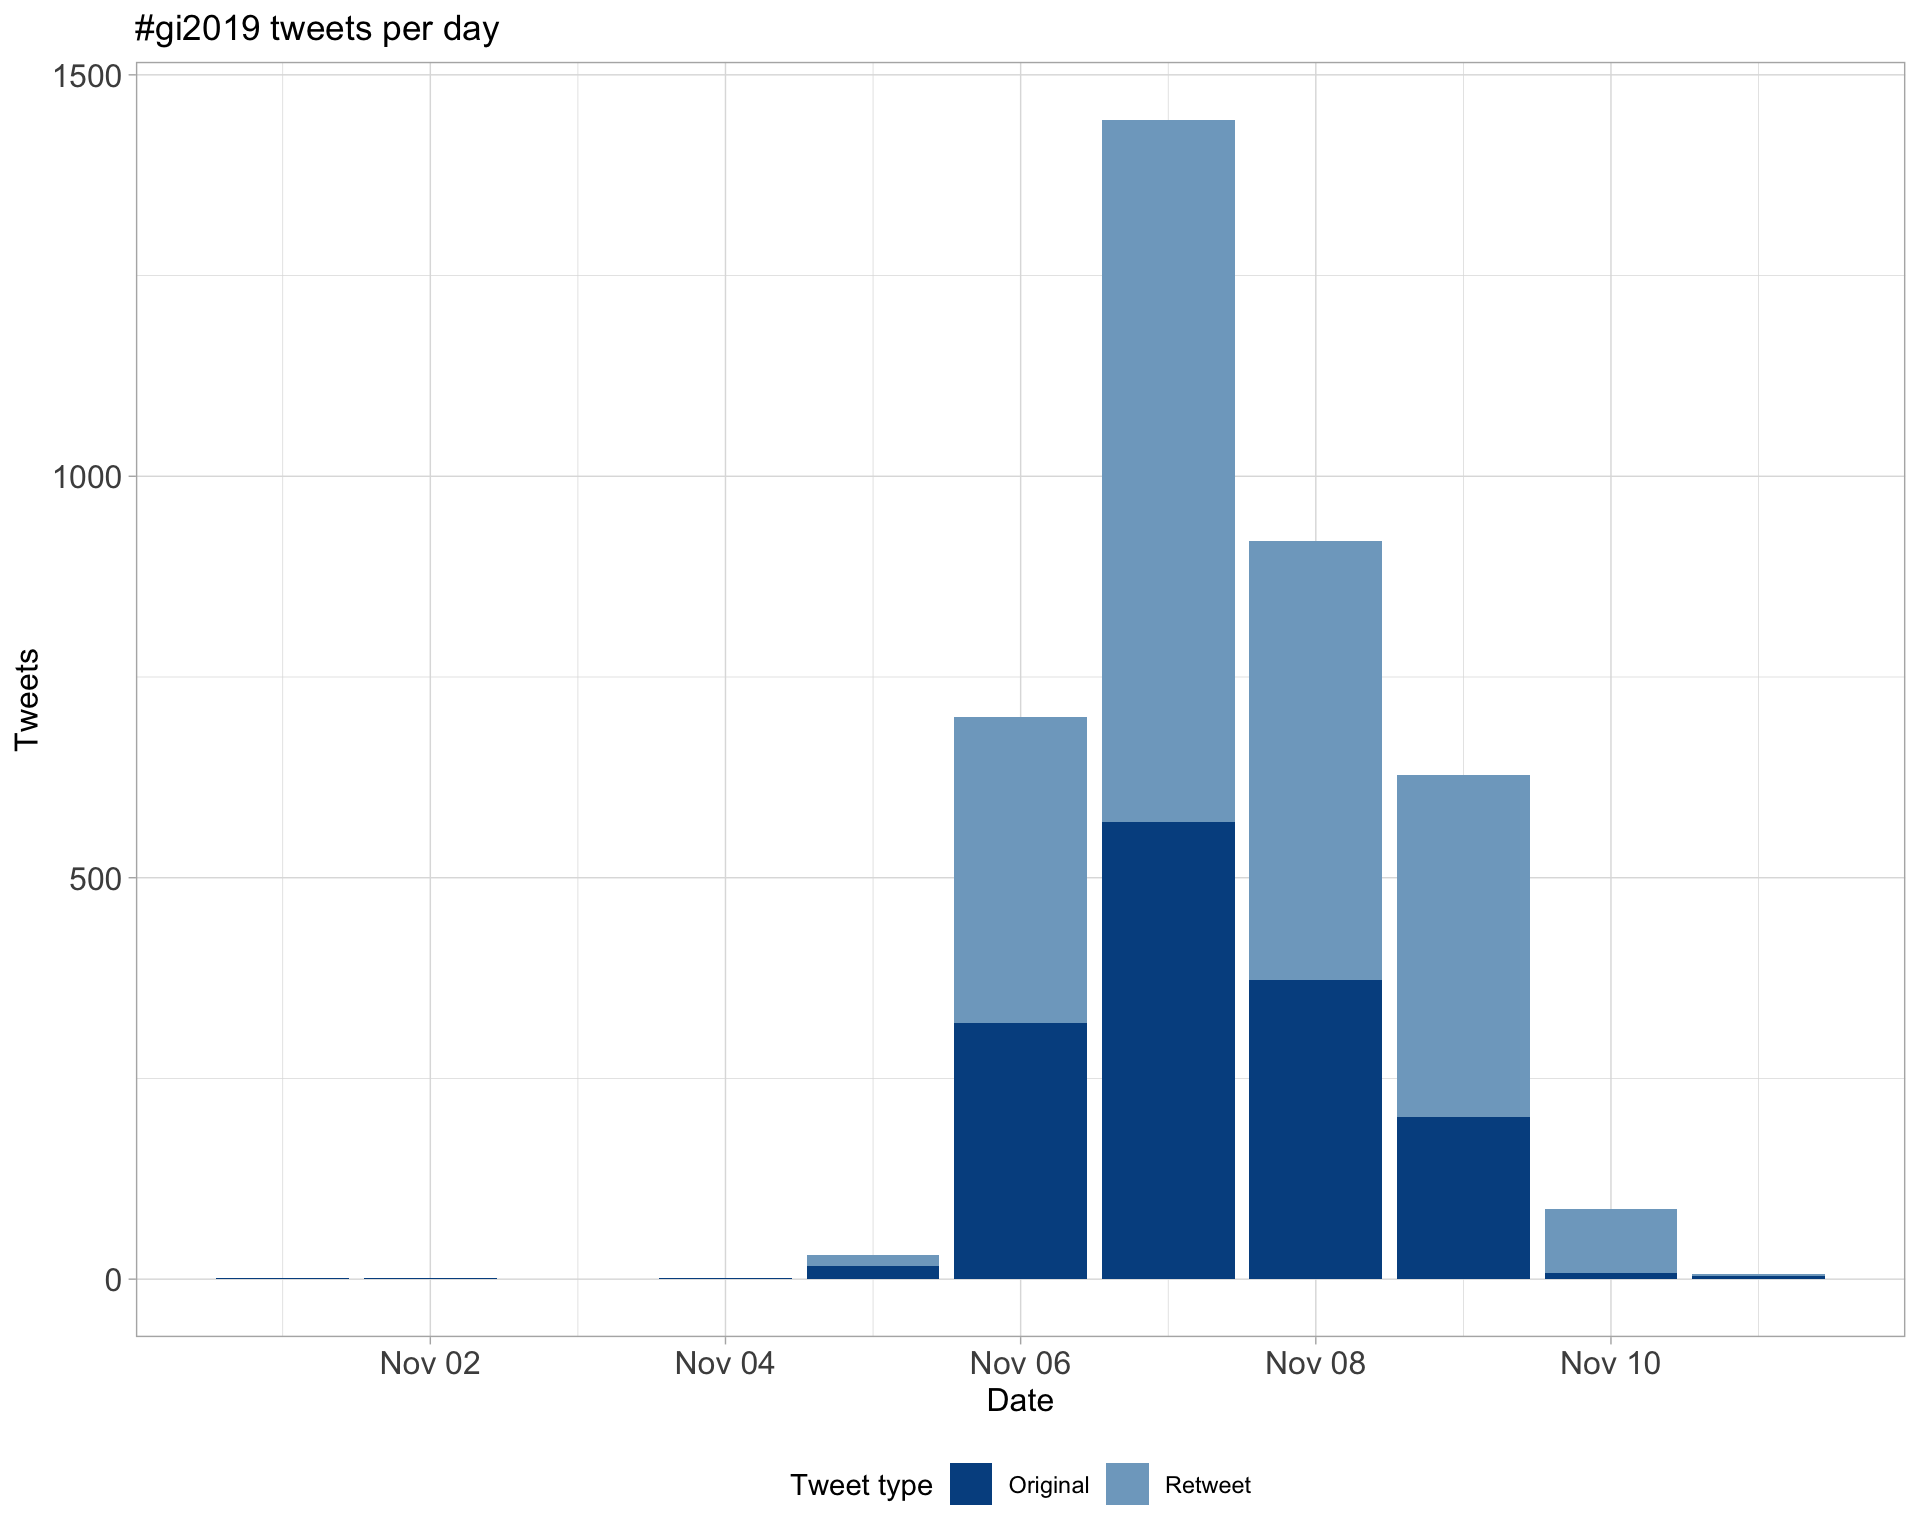 #gi2019 tweets per day
1500
1000
500
0
Tweets
Nov 02 Nov 04 Nov 06 Nov 08 Nov 10
Date
Tweet type Original Retweet